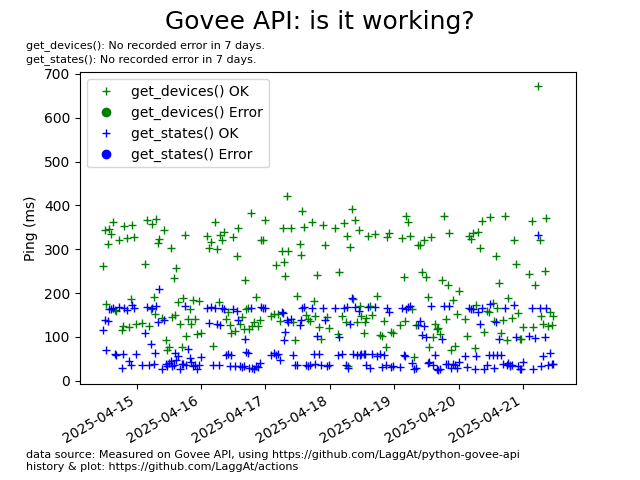 Govee API: is it working?
get_devices(): No recorded error in 7 days.
get_states(): No recorded error in 7 days.
get_devices() OK
get_devices() Error
get_states() OK
get_states() Error
Ping (ms)
700
600
500
400
300
200
100
0
2025-04-15
2025-04-16
2025-04-17
2025-04-18
2025-04-19
2025-04-20
2025-04-21
data source: Measured on Govee API, using https://github.com/LaggAt/python-govee-api
history & plot: https://github.com/LaggAt/actions